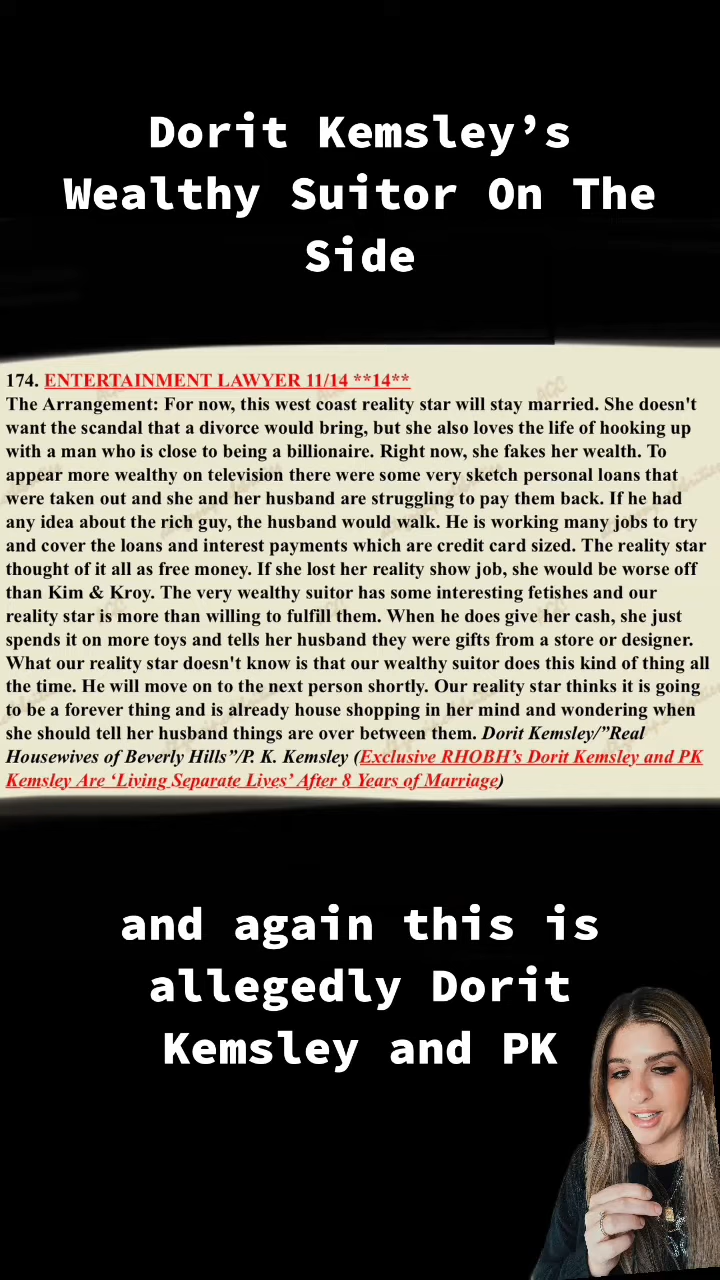 Dorit Kemsley’s
Wealthy Suitor On The
Side
174. ENTERTAINMENT LAWYER 11/14 **14**
The Arrangement: For now, this west coast reality star will stay married. She doesn't
want the scandal that a divorce would bring, but she also loves the life of hooking up
with a man who is close to being a billionaire. Right now, she fakes her wealth. To
appear more wealthy on television there were some very sketch personal loans that
were taken out and she and her husband are struggling to pay them back. If he had
any idea about the rich guy, the husband would walk. He is working many jobs to try
and cover the loans and interest payments which are credit card sized. The reality star
thought of it all as free money. If she lost her reality show job, she would be worse off
than Kim & Kroy. The very wealthy suitor has some interesting fetishes and our
reality star is more than willing to fulfill them. When he does give her cash, she just
spends it on more toys and tells her husband they were gifts from a store or designer.
What our reality star doesn't know is that our wealthy suitor does this kind of thing all
the time. He will move on to the next person shortly. Our reality star thinks it is going
to be a forever thing and is already house shopping in her mind and wondering when
she should tell her husband things are over between them. Dorit Kemsley/”Real
Housewives of Beverly Hills”/P. K. Kemsley (Exclusive RHOBH’s Dorit Kemsley and PK
Kemsley Are ‘Living Separate Lives’ After 8 Years of Marriage)
and again this is
allegedly Dorit
Kemsley and PK